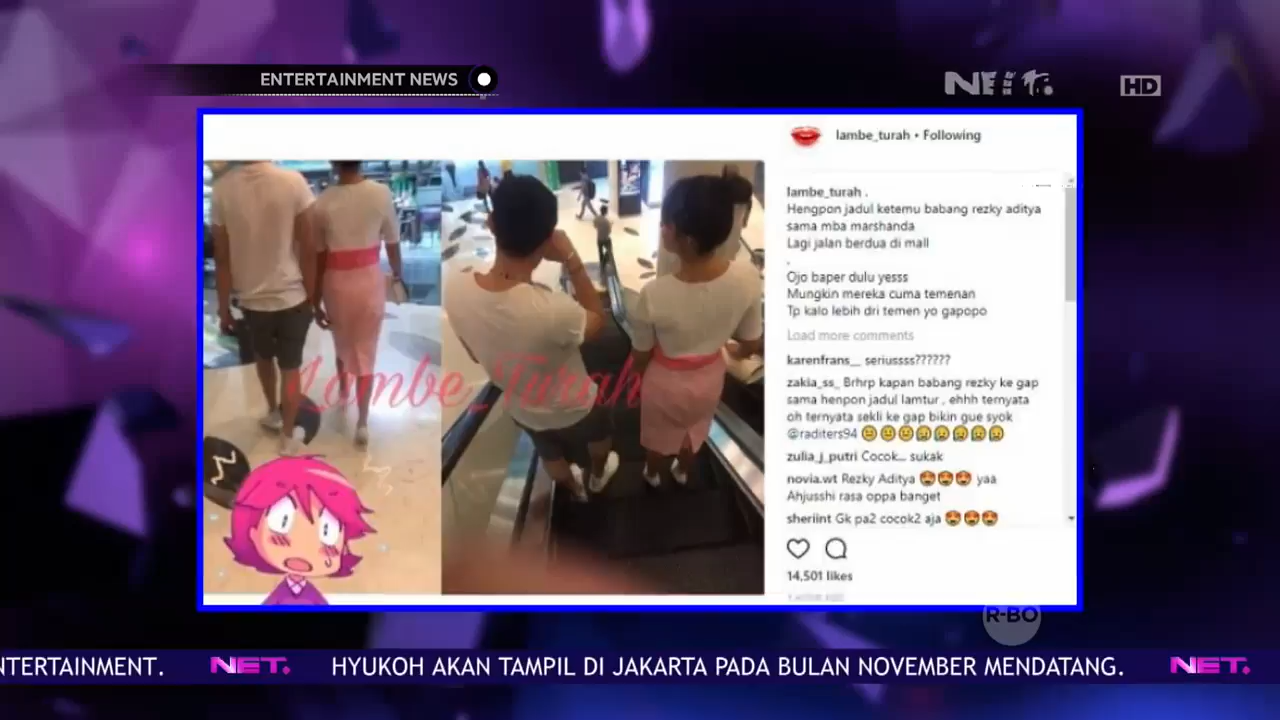 ENTERTAINMENT NEWS
NET
HD
lambe_turah • Following
lambe_turah .
Hengpon jadul ketemu babang rezky aditya
sama mba marshanda
Lagi jalan berdua di mall
.
Ojo baper dulu yesss
Mungkin mereka cuma temenan
Tp kalo lebih dri temen yo gapopo
Load more comments
karenfrans__ seriussss??????
zakia_ss_ Brhrp kapan babang rezky ke gap
sama henpon jadul lamtur , ehhh ternyata
oh ternyata sekli ke gap bikin gue syok
@raditers94 😐😐😐😢😢😢😢😢
zulia_j_putri Cocok... sukak
novia.wt Rezky Aditya 😍😍😍 yaa
Ahjusshi rasa oppa banget
sheriint Gk pa2 cocok2 aja 😍😍😍
14,501 likes
Lambe_Turah
R-BO
NTERTAINMENT. NET. HYUKOH AKAN TAMPIL DI JAKARTA PADA BULAN NOVEMBER MENDATANG. NET.